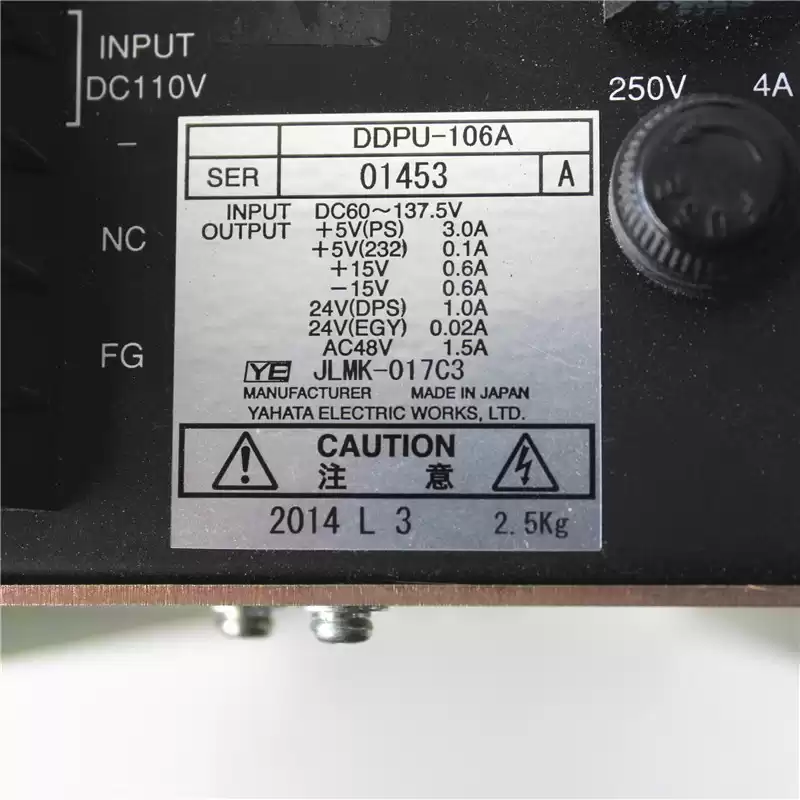 INPUT
DC110V
−
NC
FG
250V 4A
FUSE
DDPU-106A
SER 01453 A
INPUT DC60～137.5V
OUTPUT +5V(PS) 3.0A
+5V(232) 0.1A
+15V 0.6A
−15V 0.6A
24V(DPS) 1.0A
24V(EGY) 0.02A
AC48V 1.5A
YE JLMK-017C3
MANUFACTURER MADE IN JAPAN
YAHATA ELECTRIC WORKS, LTD.
CAUTION
注 意
2014 L 3 2.5Kg